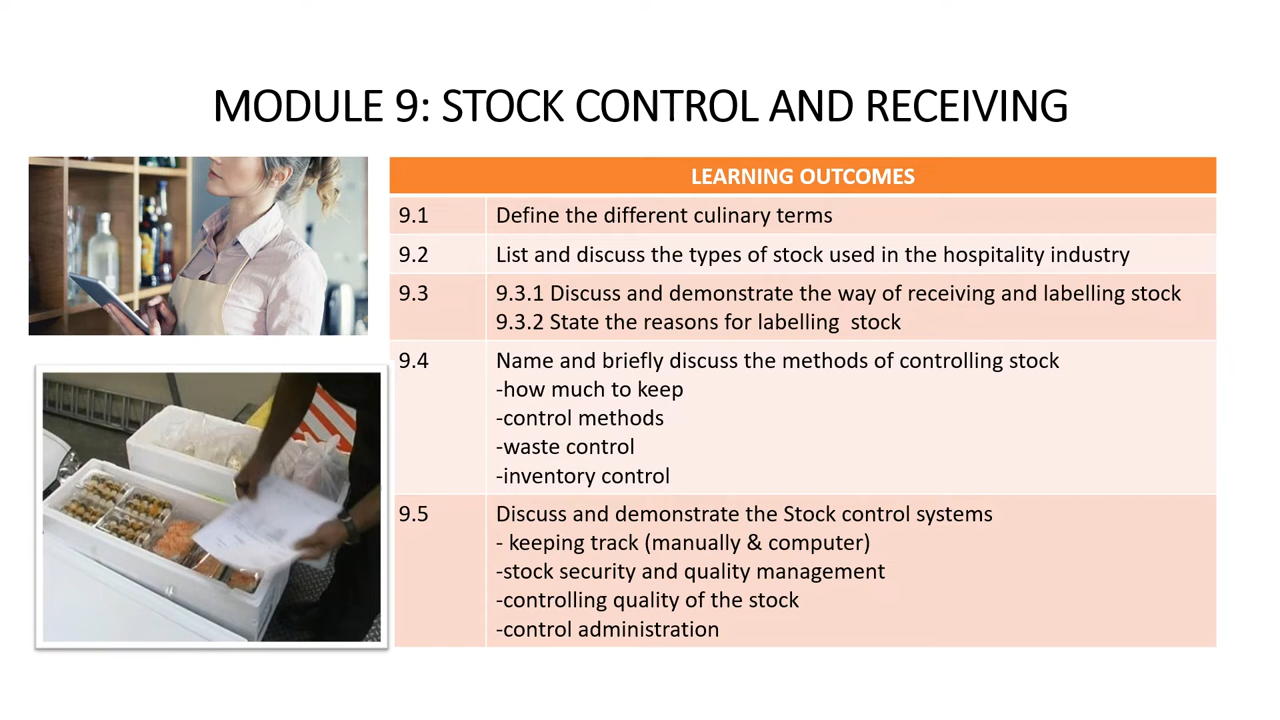 MODULE 9: STOCK CONTROL AND RECEIVING
LEARNING OUTCOMES
9.1 Define the different culinary terms
9.2 List and discuss the types of stock used in the hospitality industry
9.3 9.3.1 Discuss and demonstrate the way of receiving and labelling stock
9.3.2 State the reasons for labelling  stock
9.4 Name and briefly discuss the methods of controlling stock
-how much to keep
-control methods
-waste control
-inventory control
9.5 Discuss and demonstrate the Stock control systems
- keeping track (manually & computer)
-stock security and quality management
-controlling quality of the stock
-control administration